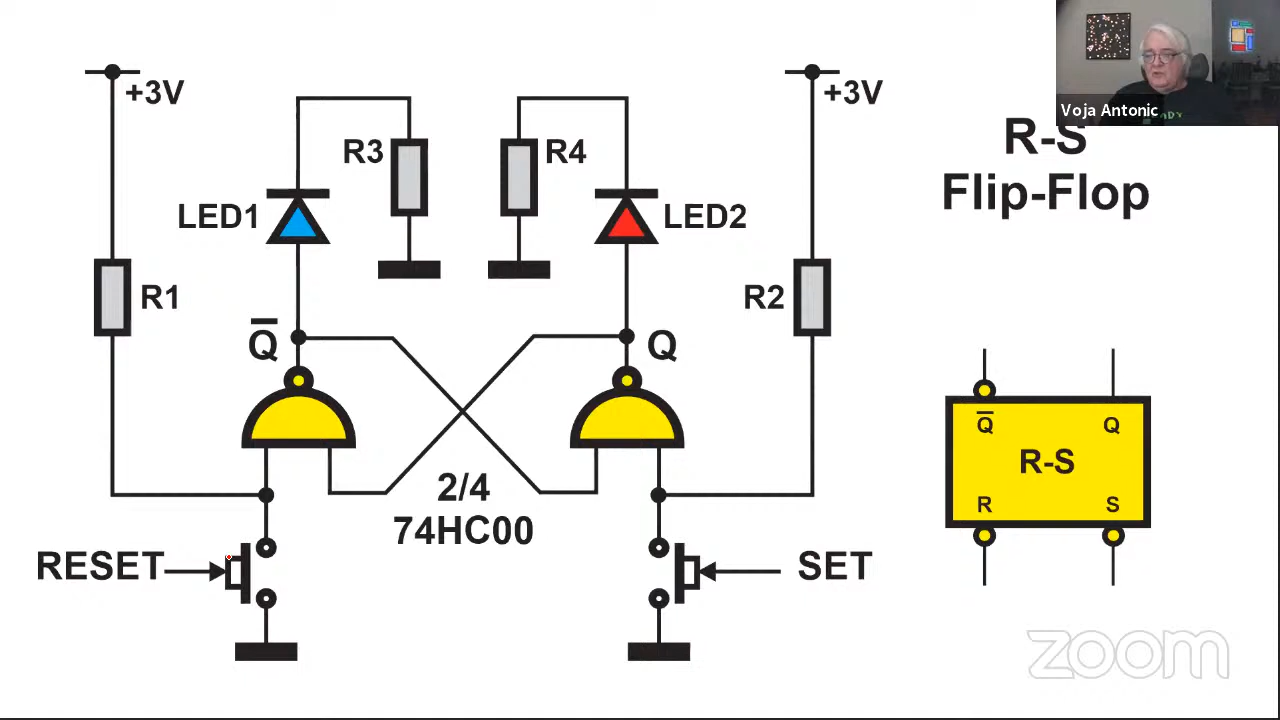 Voja Antonic
R-S
Flip-Flop
+3V
+3V
R3
R4
LED1
LED2
R1
R2
Q̅
Q
2/4
74HC00
RESET
SET
Q̅
Q
R-S
R
S
zoom